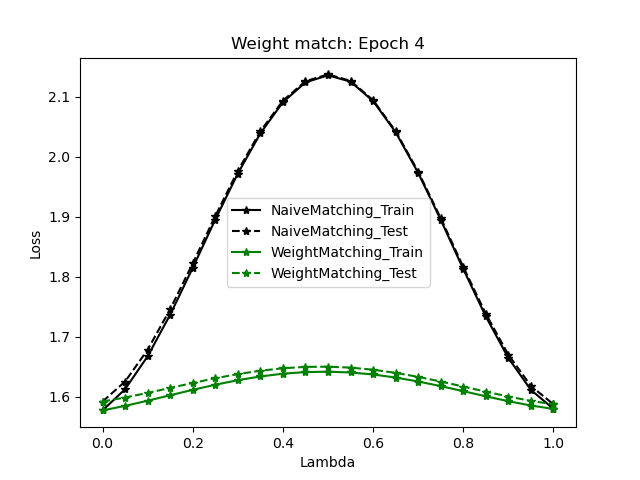 Weight match: Epoch 4
Loss
2.1
2.0
1.9
1.8
1.7
1.6
NaiveMatching_Train
NaiveMatching_Test
WeightMatching_Train
WeightMatching_Test
0.0 0.2 0.4 0.6 0.8 1.0
Lambda